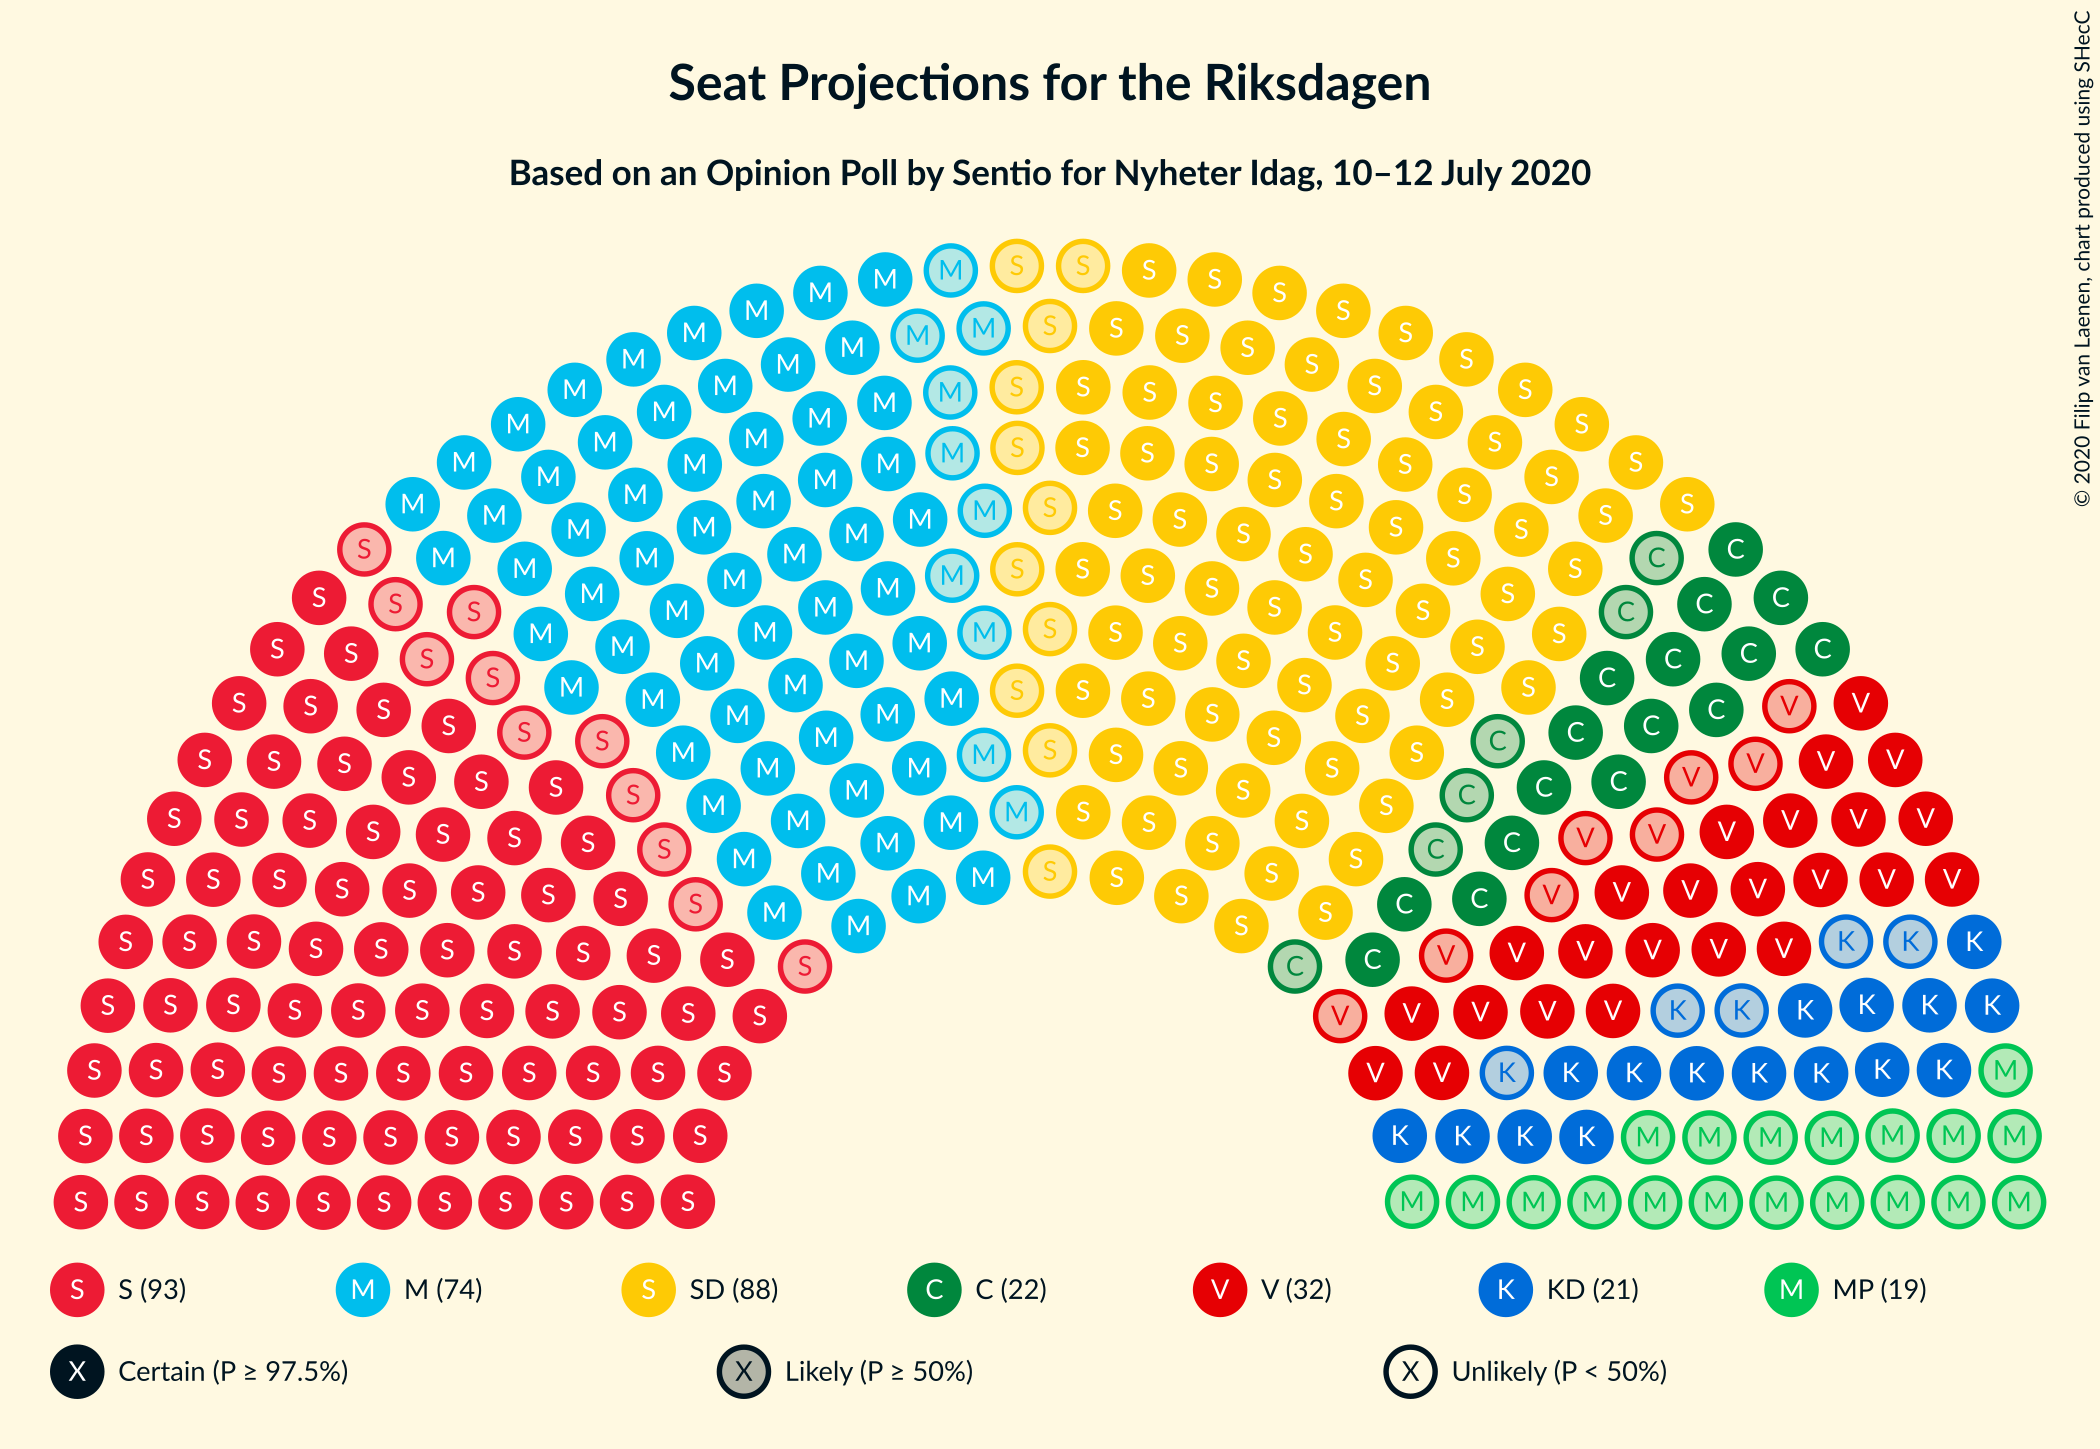 Seat Projections for the Riksdagen
Based on an Opinion Poll by Sentio for Nyheter Idag, 10–12 July 2020
© 2020 Filip van Laenen, chart produced using SHecC
S S (93) M M (74) S SD (88) C C (22) V V (32) K KD (21) M MP (19)
X Certain (P ≥ 97.5%) X Likely (P ≥ 50%) X Unlikely (P < 50%)